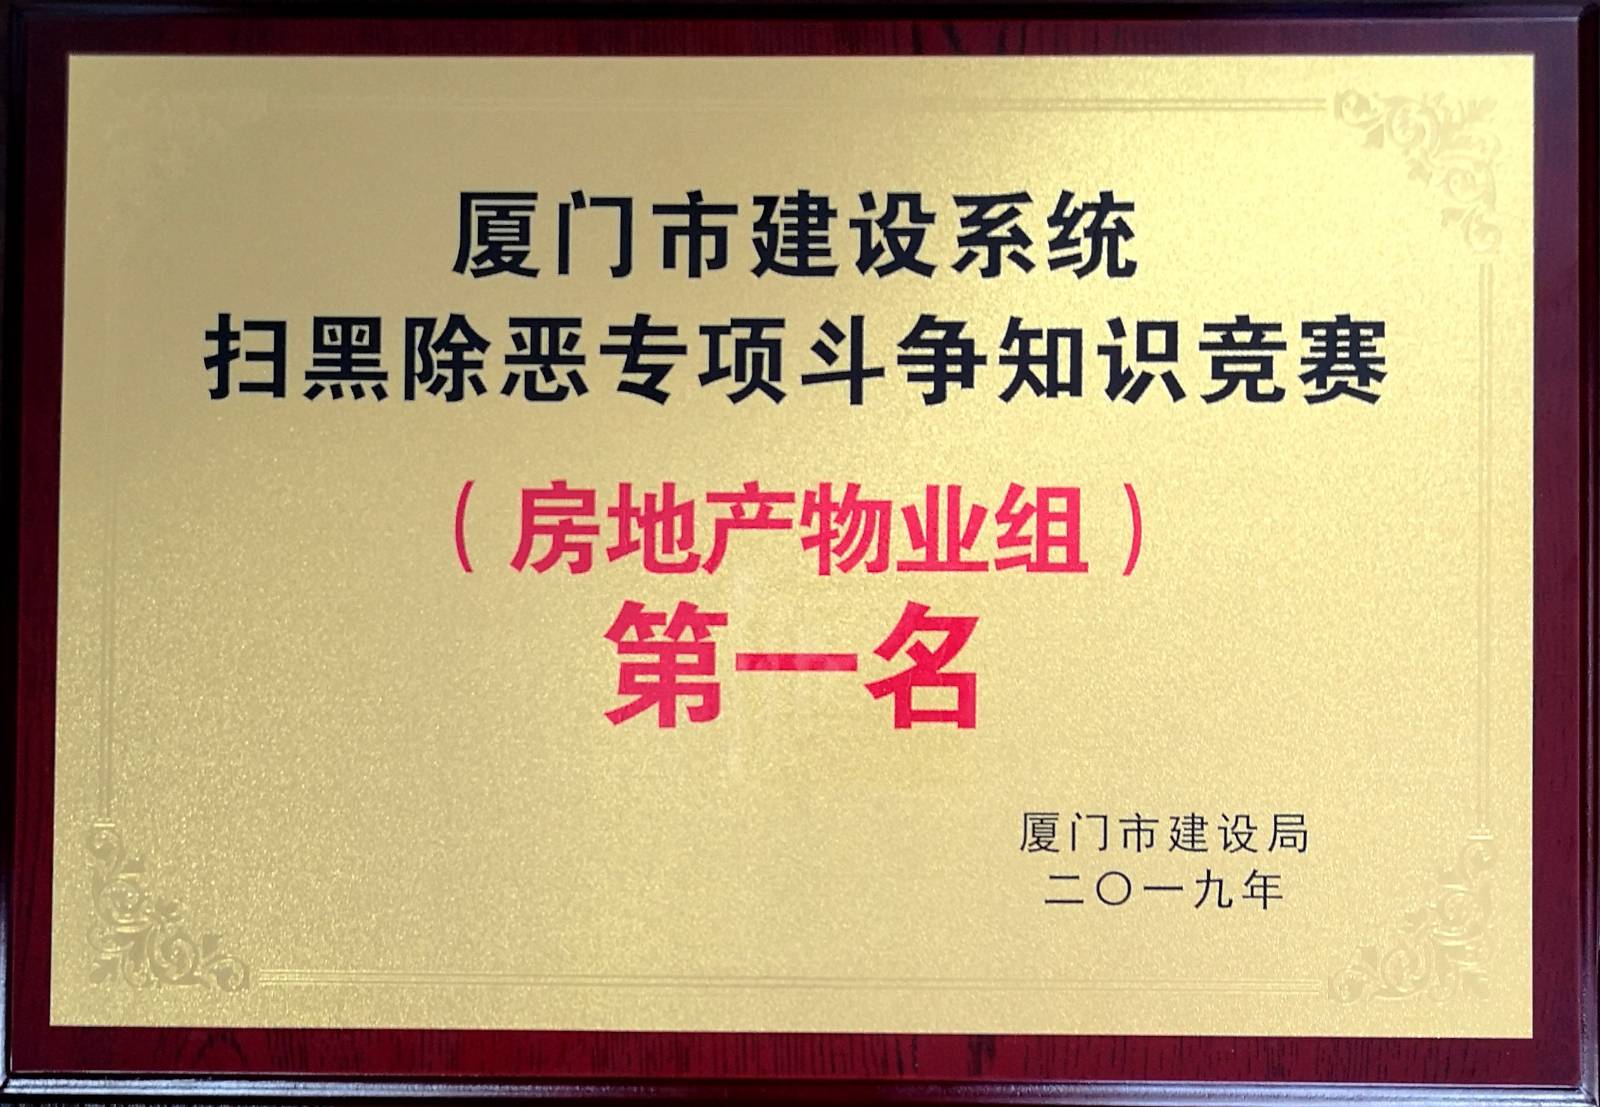 厦门市建设系统
扫黑除恶专项斗争知识竞赛
（房地产物业组）
第一名
厦门市建设局
二〇一九年